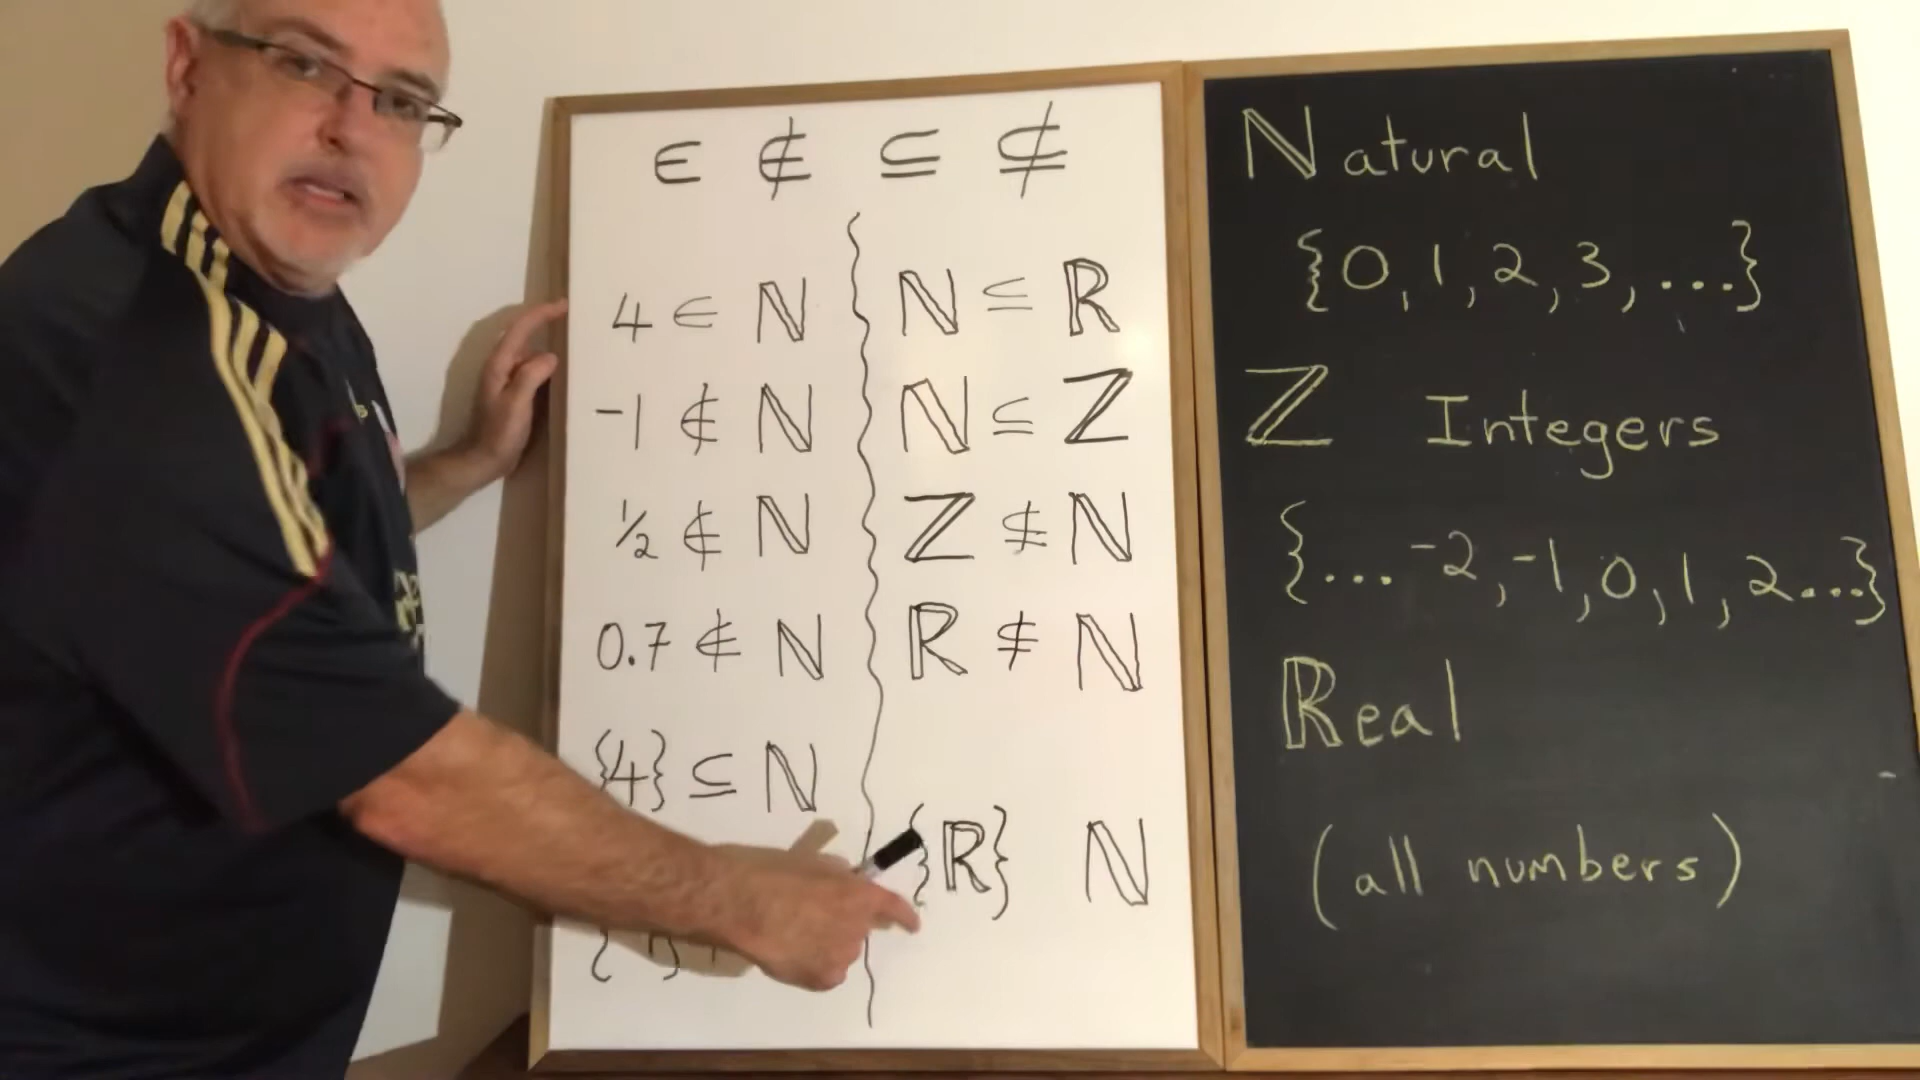 ∈ ∉ ⊆ ⊈
4 ∈ ℕ
-1 ∉ ℕ
½ ∉ ℕ
0.7 ∉ ℕ
{4} ⊆ ℕ
ℕ ⊆ ℝ
ℕ ⊆ ℤ
ℤ ⊈ ℕ
ℝ ⊈ ℕ
{ℝ} ℕ
ℕatural
{0, 1, 2, 3, ...}
ℤ Integers
{... -2, -1, 0, 1, 2...}
ℝeal
(all numbers)